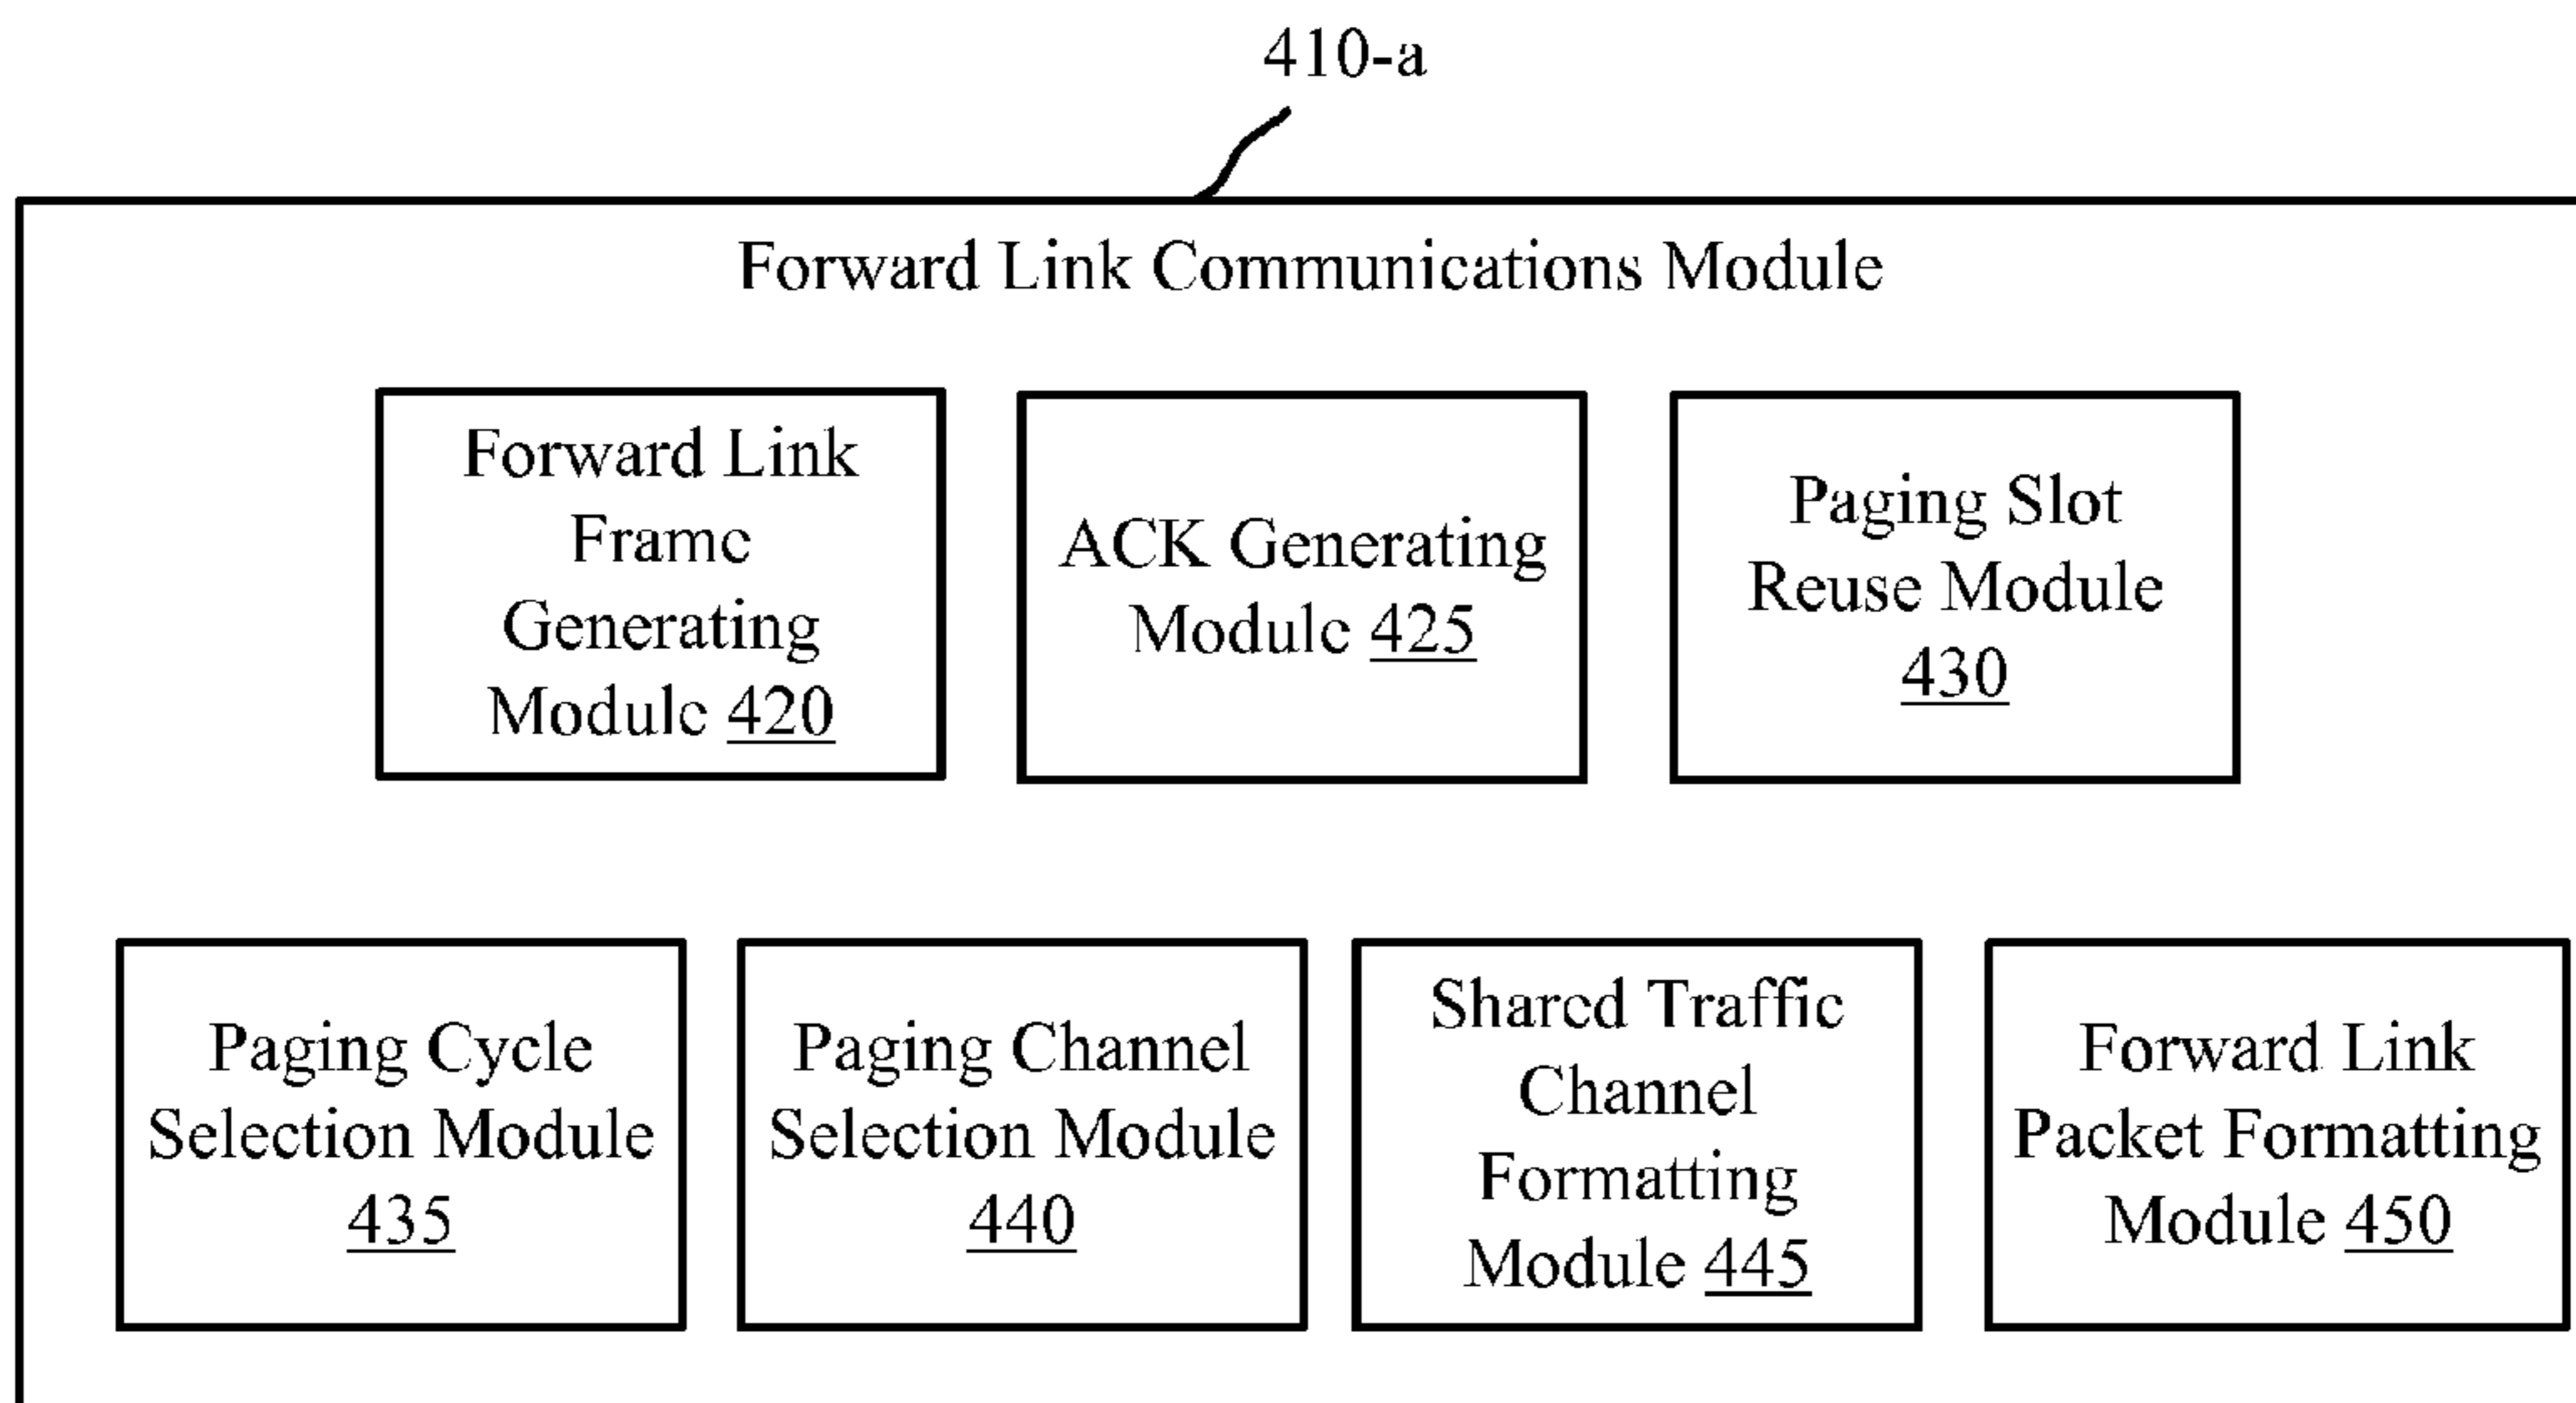 410-a
Forward Link Communications Module
Forward Link
Frame
Generating
Module 420
ACK Generating
Module 425
Paging Slot
Reuse Module
430
Paging Cycle
Selection Module
435
Paging Channel
Selection Module
440
Shared Traffic
Channel
Formatting
Module 445
Forward Link
Packet Formatting
Module 450